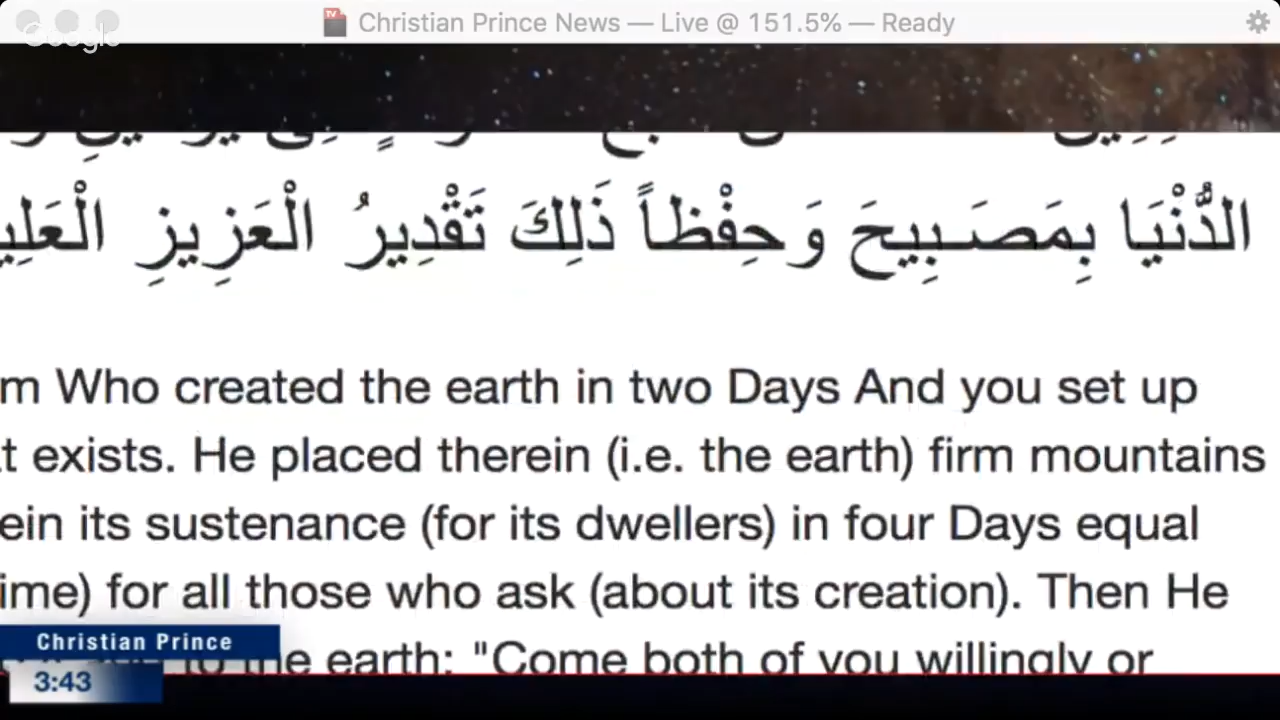 Christian Prince News — Live @ 151.5% — Ready
Google
الدُّنْيَا بِمَصَـبِيحَ وَحِفْظاً ذَلِكَ تَقْدِيرُ الْعَزِيزِ
Who created the earth in two Days And you set up
exists. He placed therein (i.e. the earth) firm mountains
its sustenance (for its dwellers) in four Days equal
for all those who ask (about its creation). Then He
the earth: "Come both of you willingly or
Christian Prince
3:43